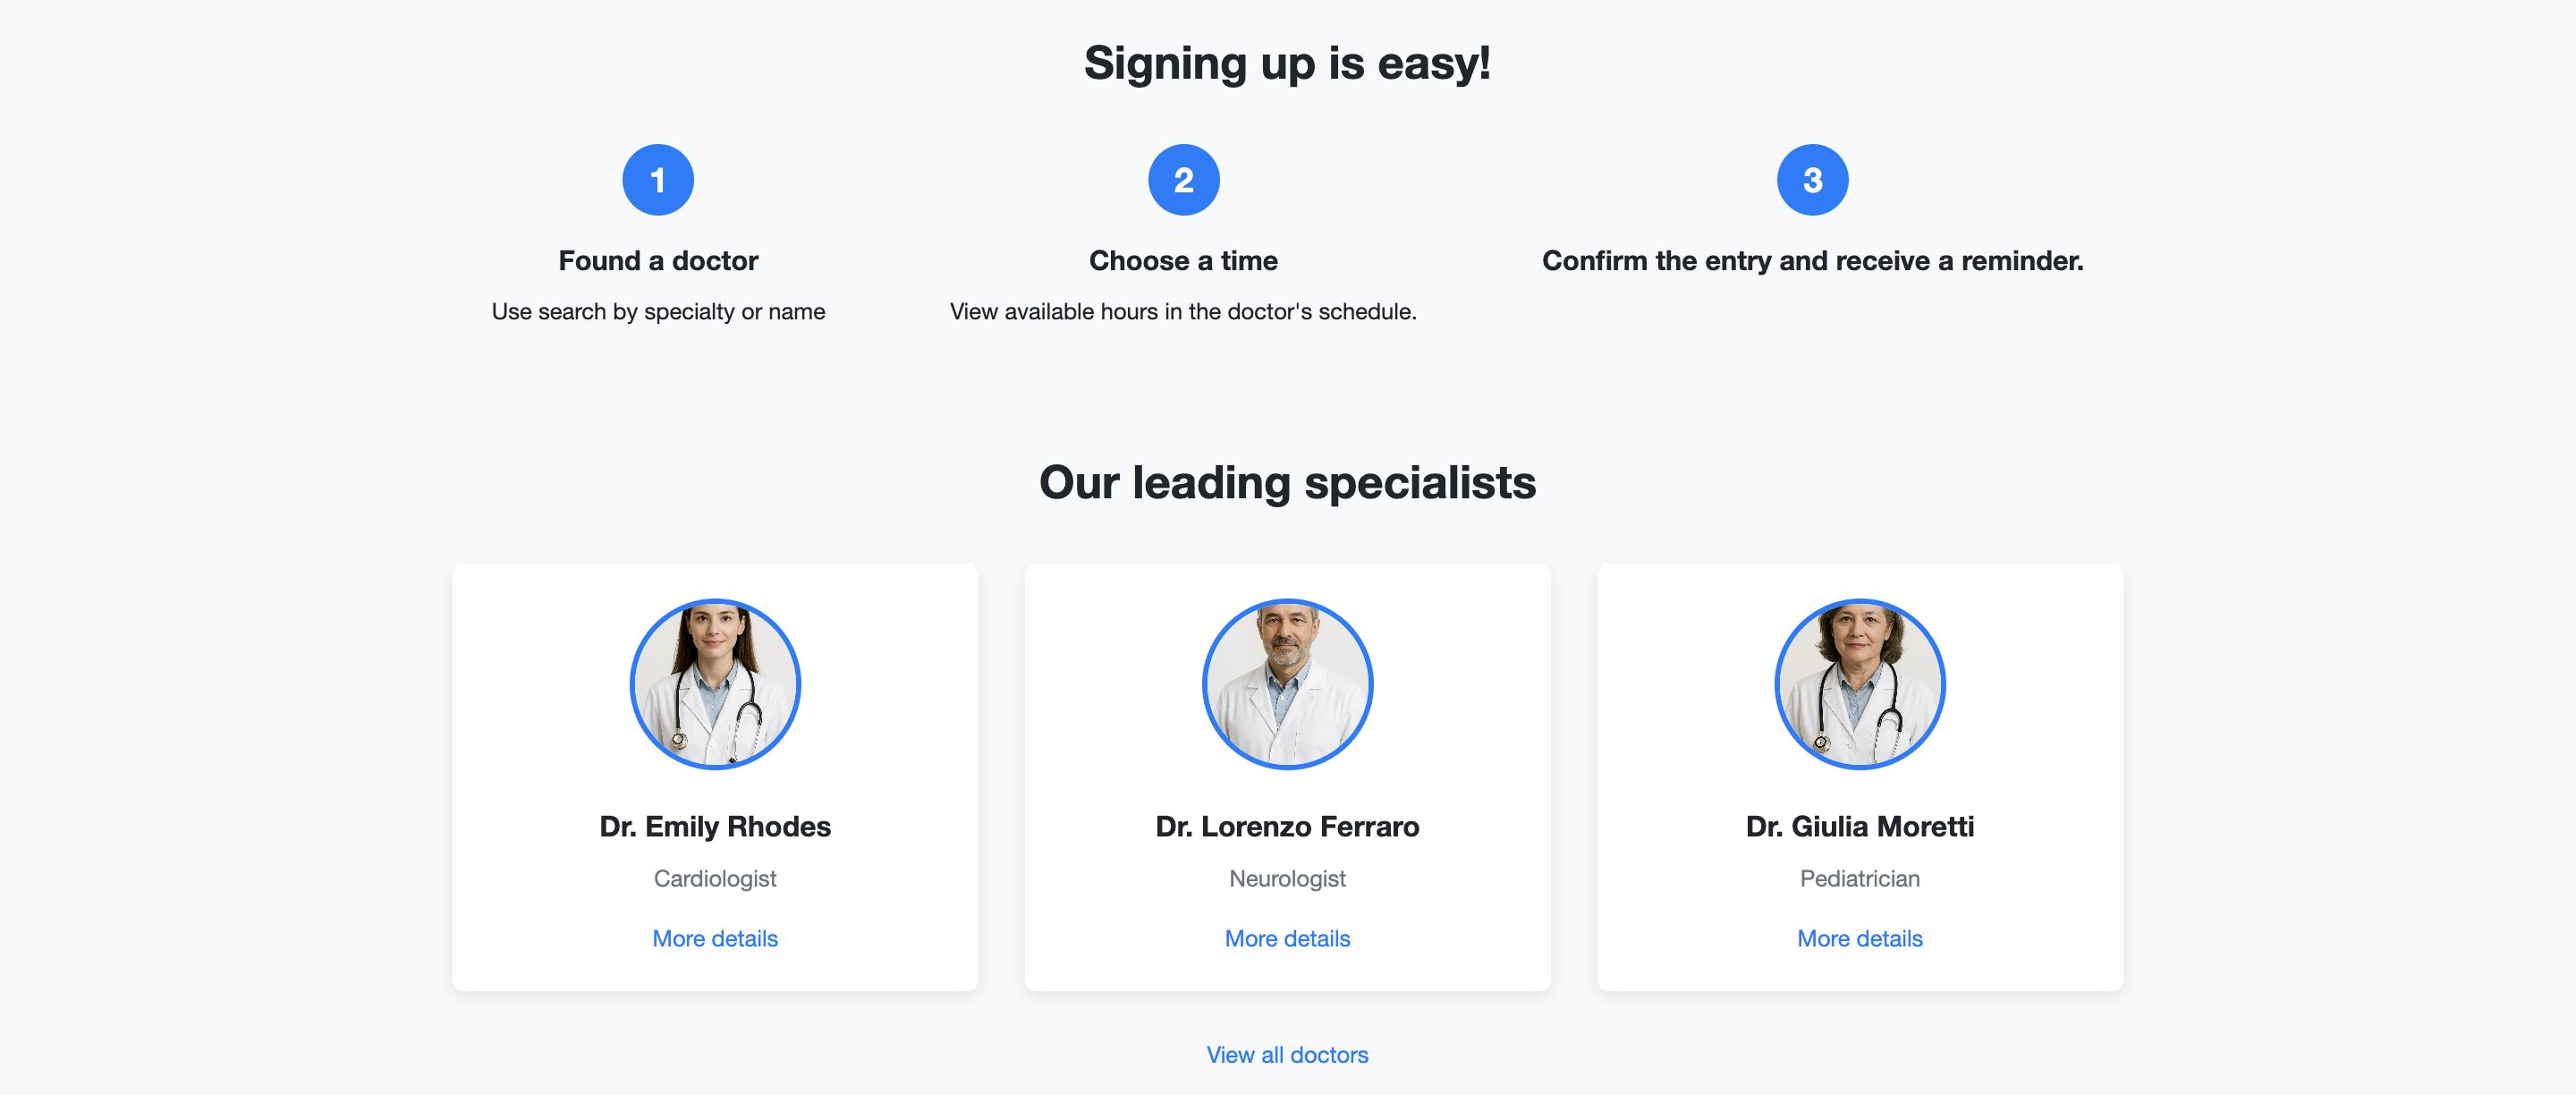 Signing up is easy!
1
2
3
Found a doctor
Choose a time
Confirm the entry and receive a reminder.
Use search by specialty or name
View available hours in the doctor's schedule.
Our leading specialists
Dr. Emily Rhodes
Dr. Lorenzo Ferraro
Dr. Giulia Moretti
Cardiologist
Neurologist
Pediatrician
More details
More details
More details
View all doctors